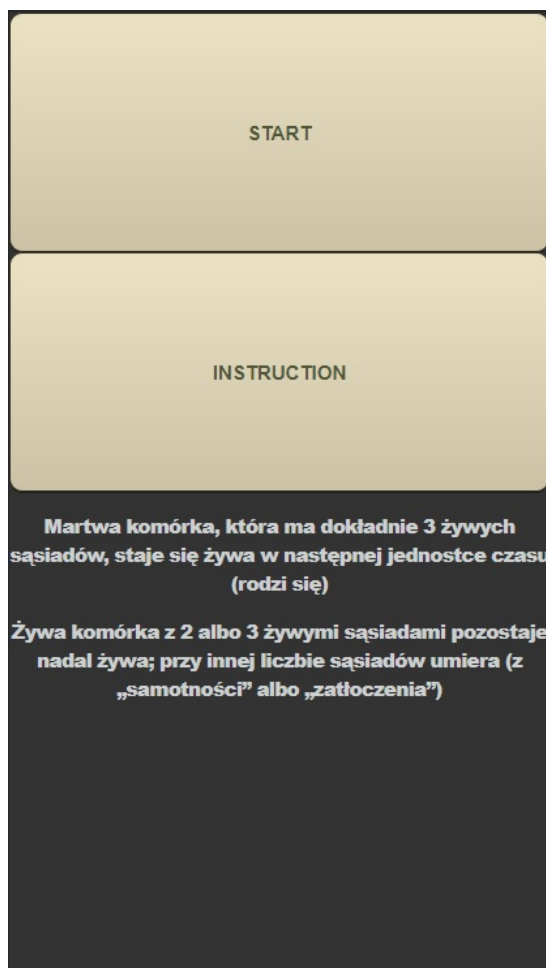 START
INSTRUCTION
Martwa komórka, która ma dokładnie 3 żywych
sąsiadów, staje się żywa w następnej jednostce czasu
(rodzi się)
Żywa komórka z 2 albo 3 żywymi sąsiadami pozostaje
nadal żywa; przy innej liczbie sąsiadów umiera (z
„samotności” albo „zatłoczenia”)